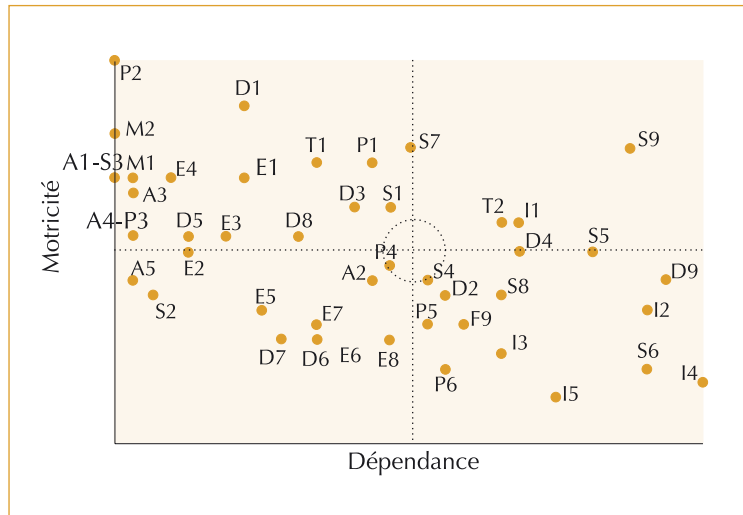 P2
D1
M2
S7
S9
T1
P1
A1-S3
M1
E4
E1
A3
D3
S1
A4-P3
D5
E3
D8
T2
I1
D4
S5
E2
P4
A5
A2
S4
D9
S2
D2
S8
E5
I2
E7
P5
F9
D7
D6
E6
E8
I3
S6
P6
I4
I5
Motricité
Dépendance